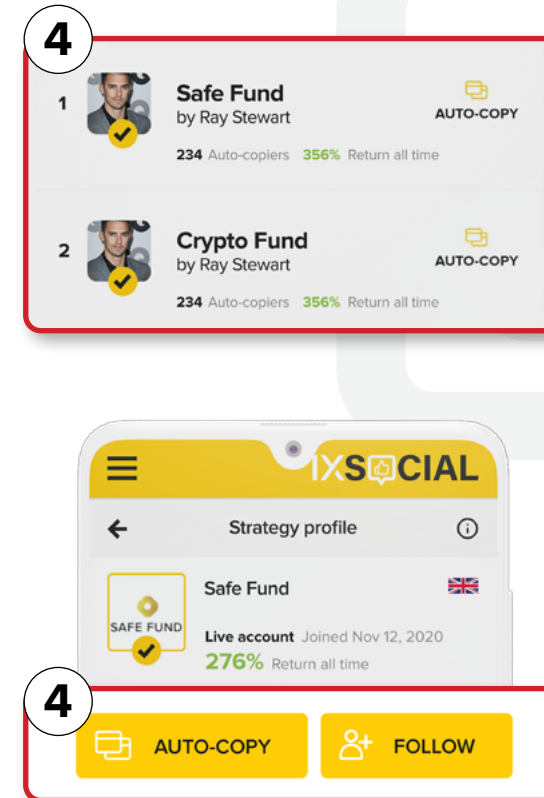 4
1
Safe Fund
by Ray Stewart
AUTO-COPY
234 Auto-copiers 356% Return all time
2
Crypto Fund
by Ray Stewart
AUTO-COPY
234 Auto-copiers 356% Return all time
IXSOCIAL
Strategy profile
SAFE FUND
Safe Fund
Live account Joined Nov 12, 2020
276% Return all time
4
AUTO-COPY
FOLLOW